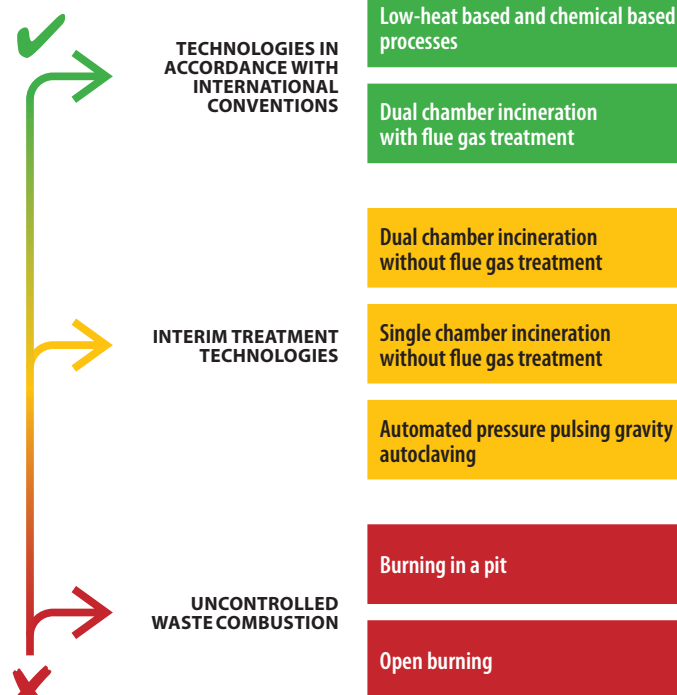 Low-heat based and chemical based
processes
TECHNOLOGIES IN
ACCORDANCE WITH
INTERNATIONAL
CONVENTIONS
Dual chamber incineration
with flue gas treatment
Dual chamber incineration
without flue gas treatment
INTERIM TREATMENT
TECHNOLOGIES
Single chamber incineration
without flue gas treatment
Automated pressure pulsing gravity
autoclaving
Burning in a pit
UNCONTROLLED
WASTE COMBUSTION
Open burning